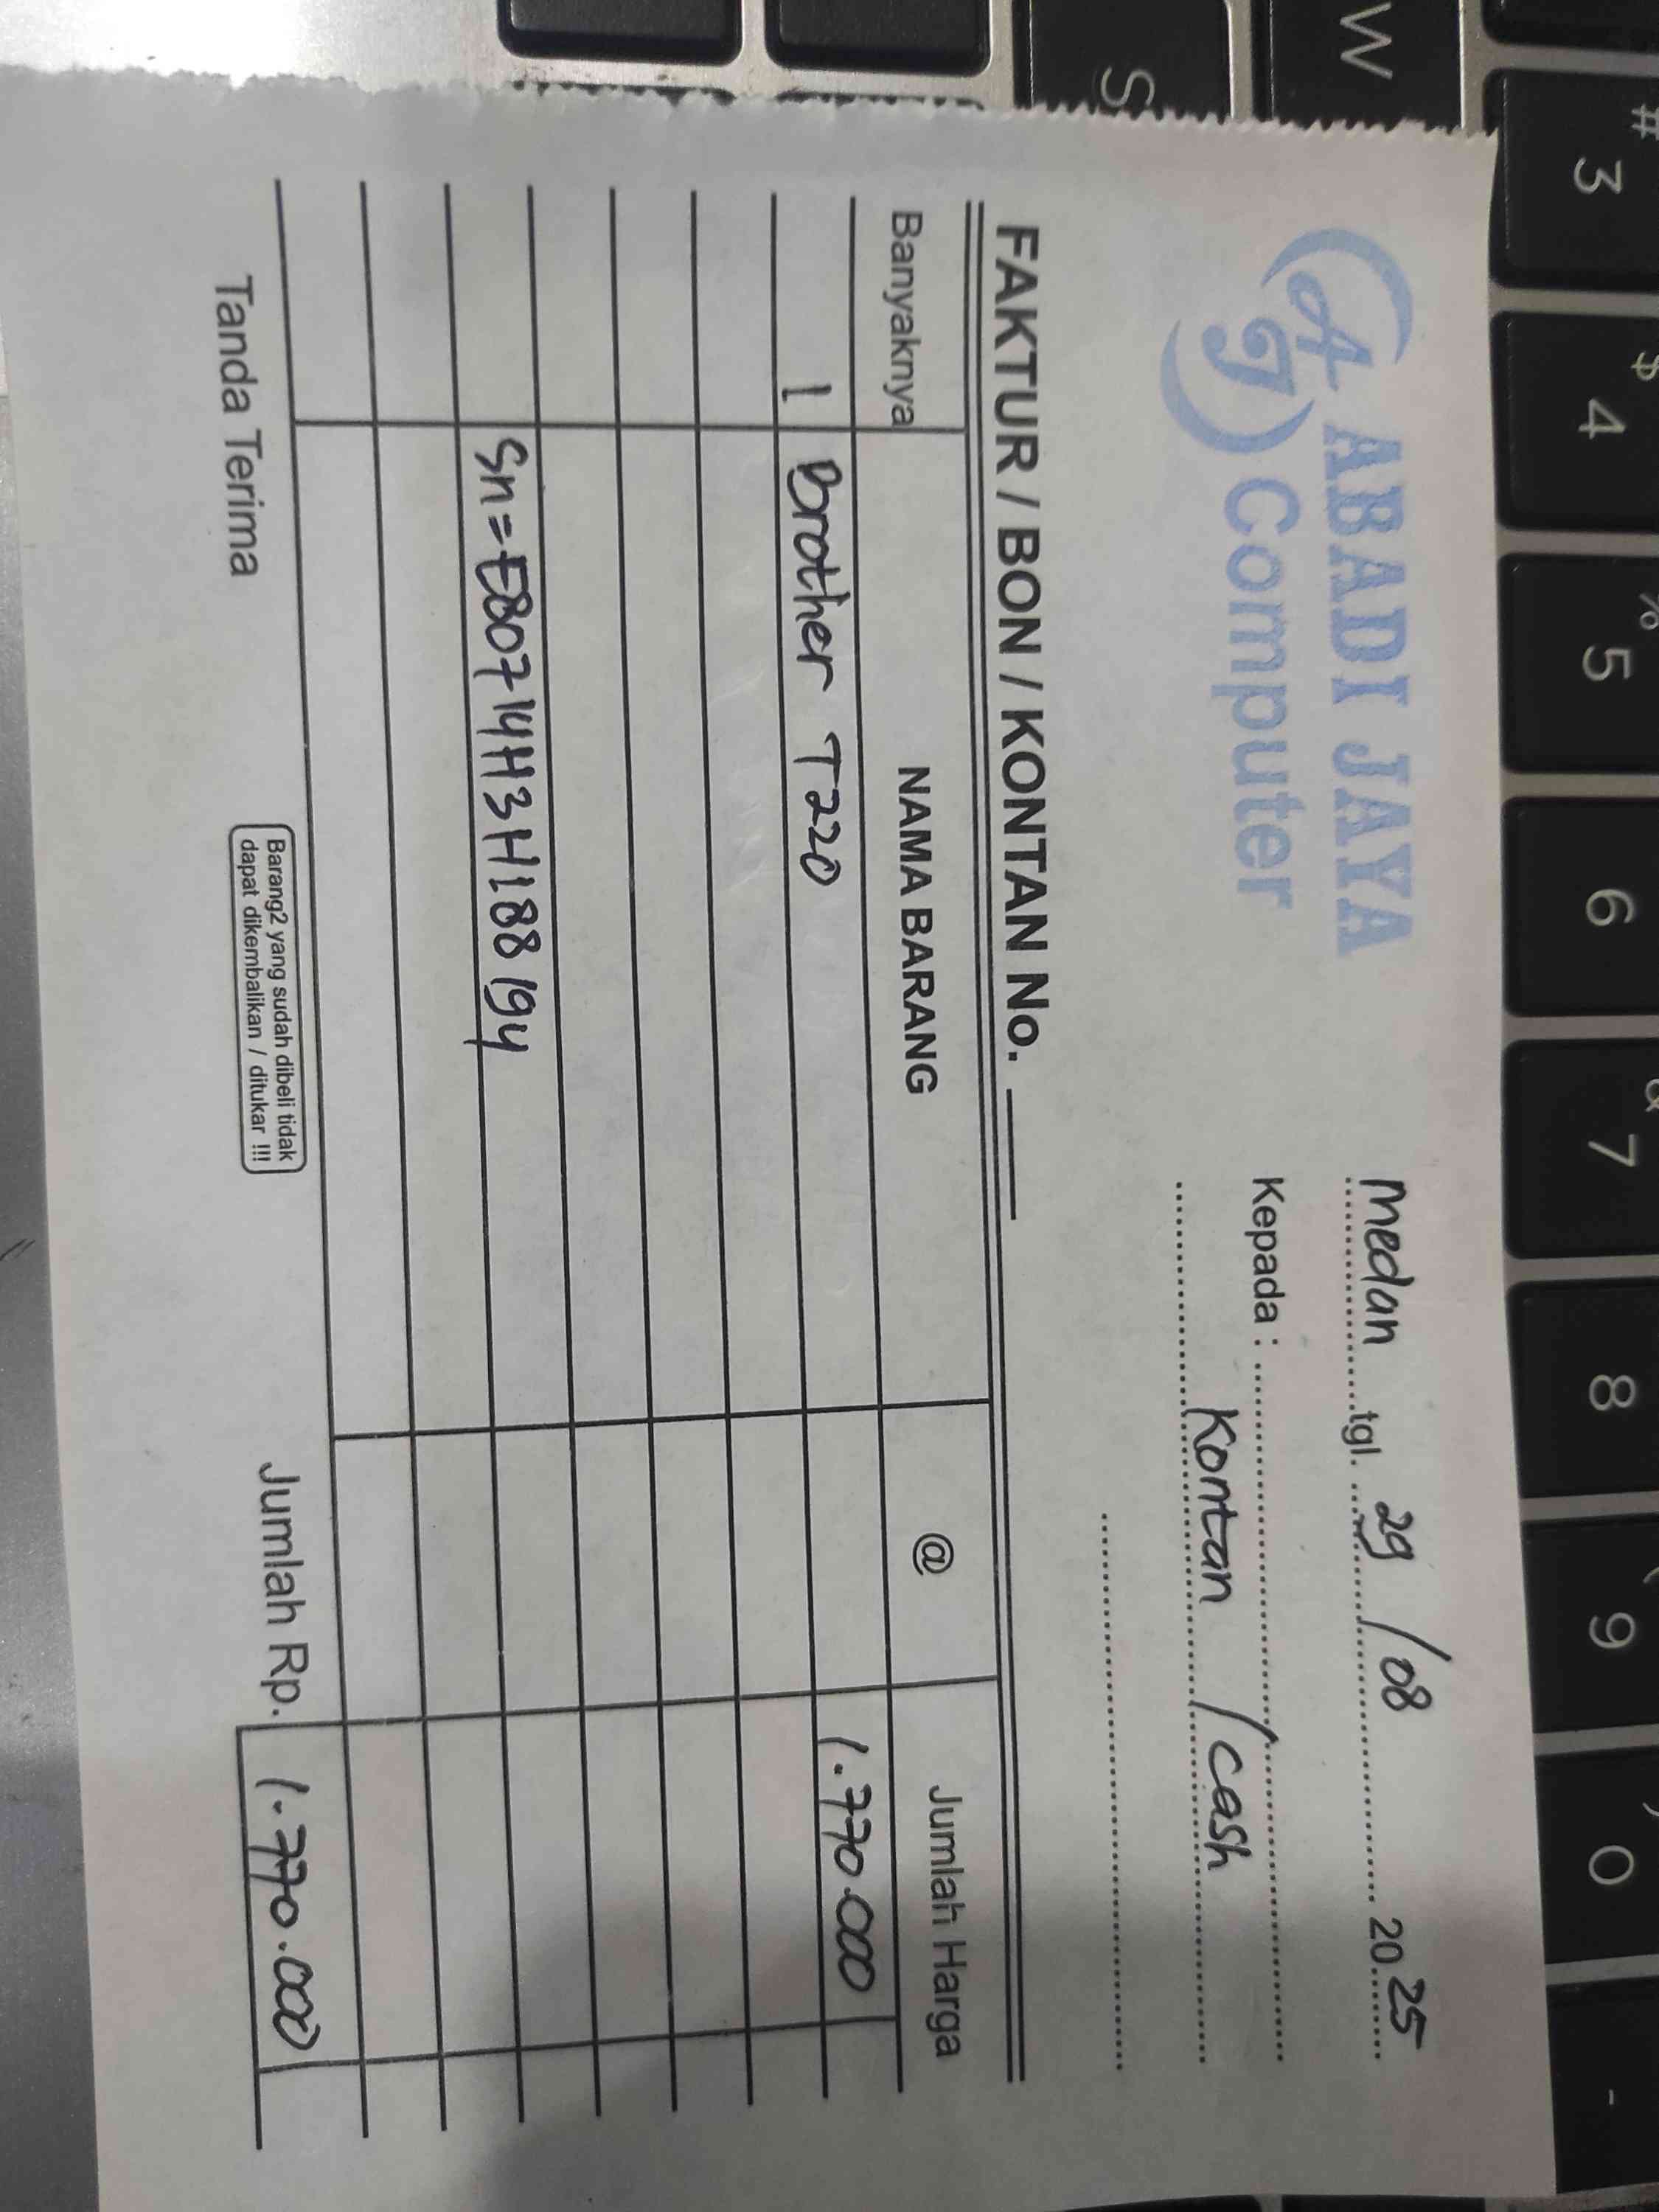 AJ ABADI JAYA
Computer
Medan tgl. 29 / 08 2025
Kepada :
Kontan / Cash
FAKTUR / BON / KONTAN No.
Banyaknya NAMA BARANG @ Jumlah Harga
1 Brother T220 1.770.000
Sn=E80714H3H188194
Tanda Terima
Barang2 yang sudah dibeli tidak
dapat dikembalikan / ditukar !!!
Jumlah Rp. 1.770.000
W
S
# 3
$ 4
% 5
6
& 7
8
9
0
-